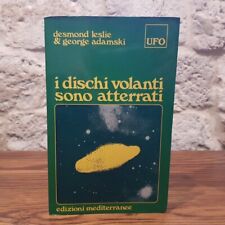 desmond leslie
& george adamski
UFO
i dischi volanti
sono atterrati
edizioni mediterranee